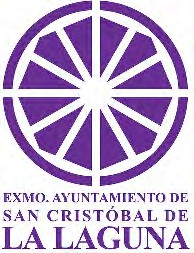 EXMO. AYUNTAMIENTO DE
SAN CRISTÓBAL DE
LA LAGUNA